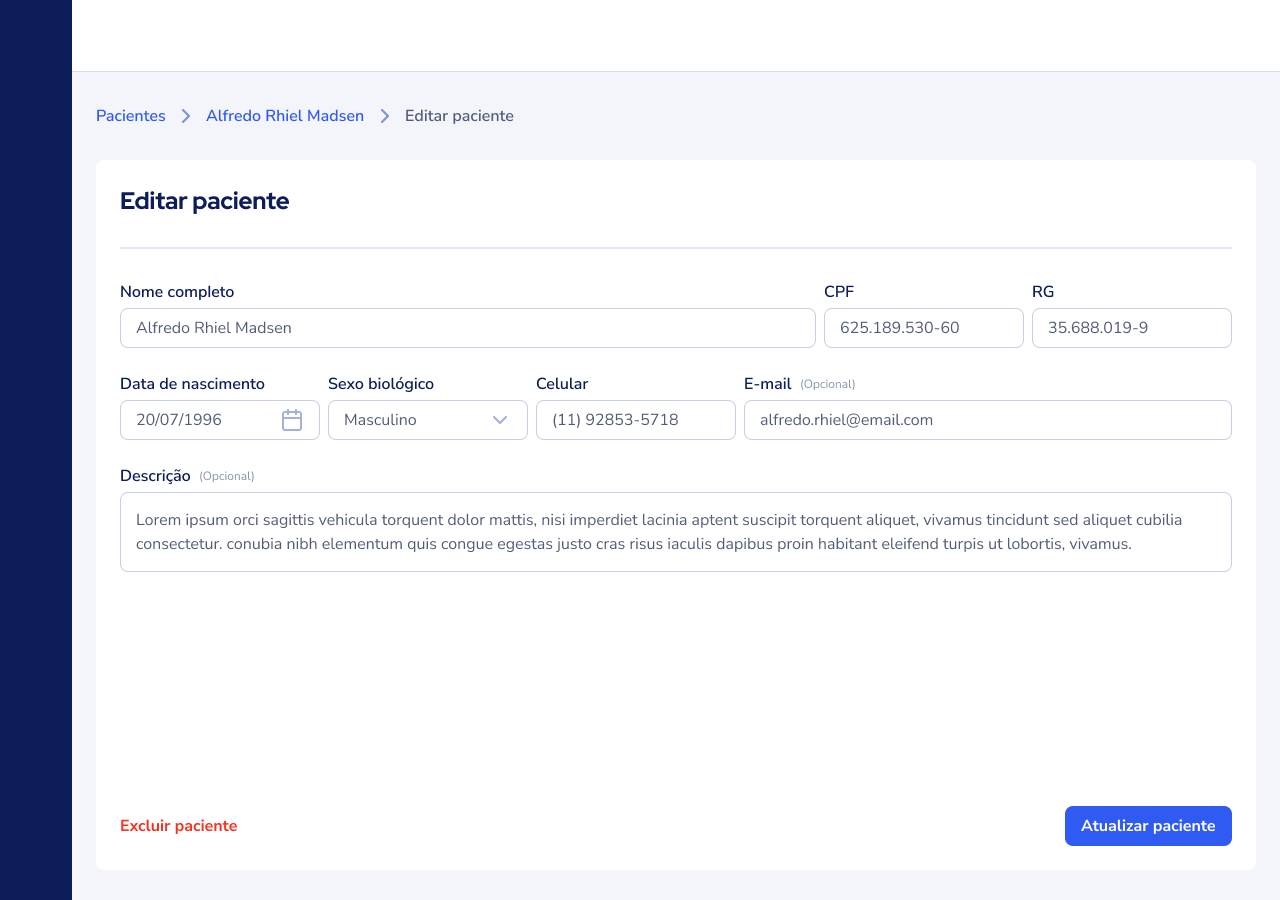 Pacientes Alfredo Rhiel Madsen Editar paciente
Editar paciente
Nome completo CPF RG
Alfredo Rhiel Madsen 625.189.530-60 35.688.019-9
Data de nascimento Sexo biológico Celular E-mail (Opcional)
20/07/1996 Masculino (11) 92853-5718 alfredo.rhiel@email.com
Descrição (Opcional)
Lorem ipsum orci sagittis vehicula torquent dolor mattis, nisi imperdiet lacinia aptent suscipit torquent aliquet, vivamus tincidunt sed aliquet cubilia
consectetur. conubia nibh elementum quis congue egestas justo cras risus iaculis dapibus proin habitant eleifend turpis ut lobortis, vivamus.
Excluir paciente Atualizar paciente